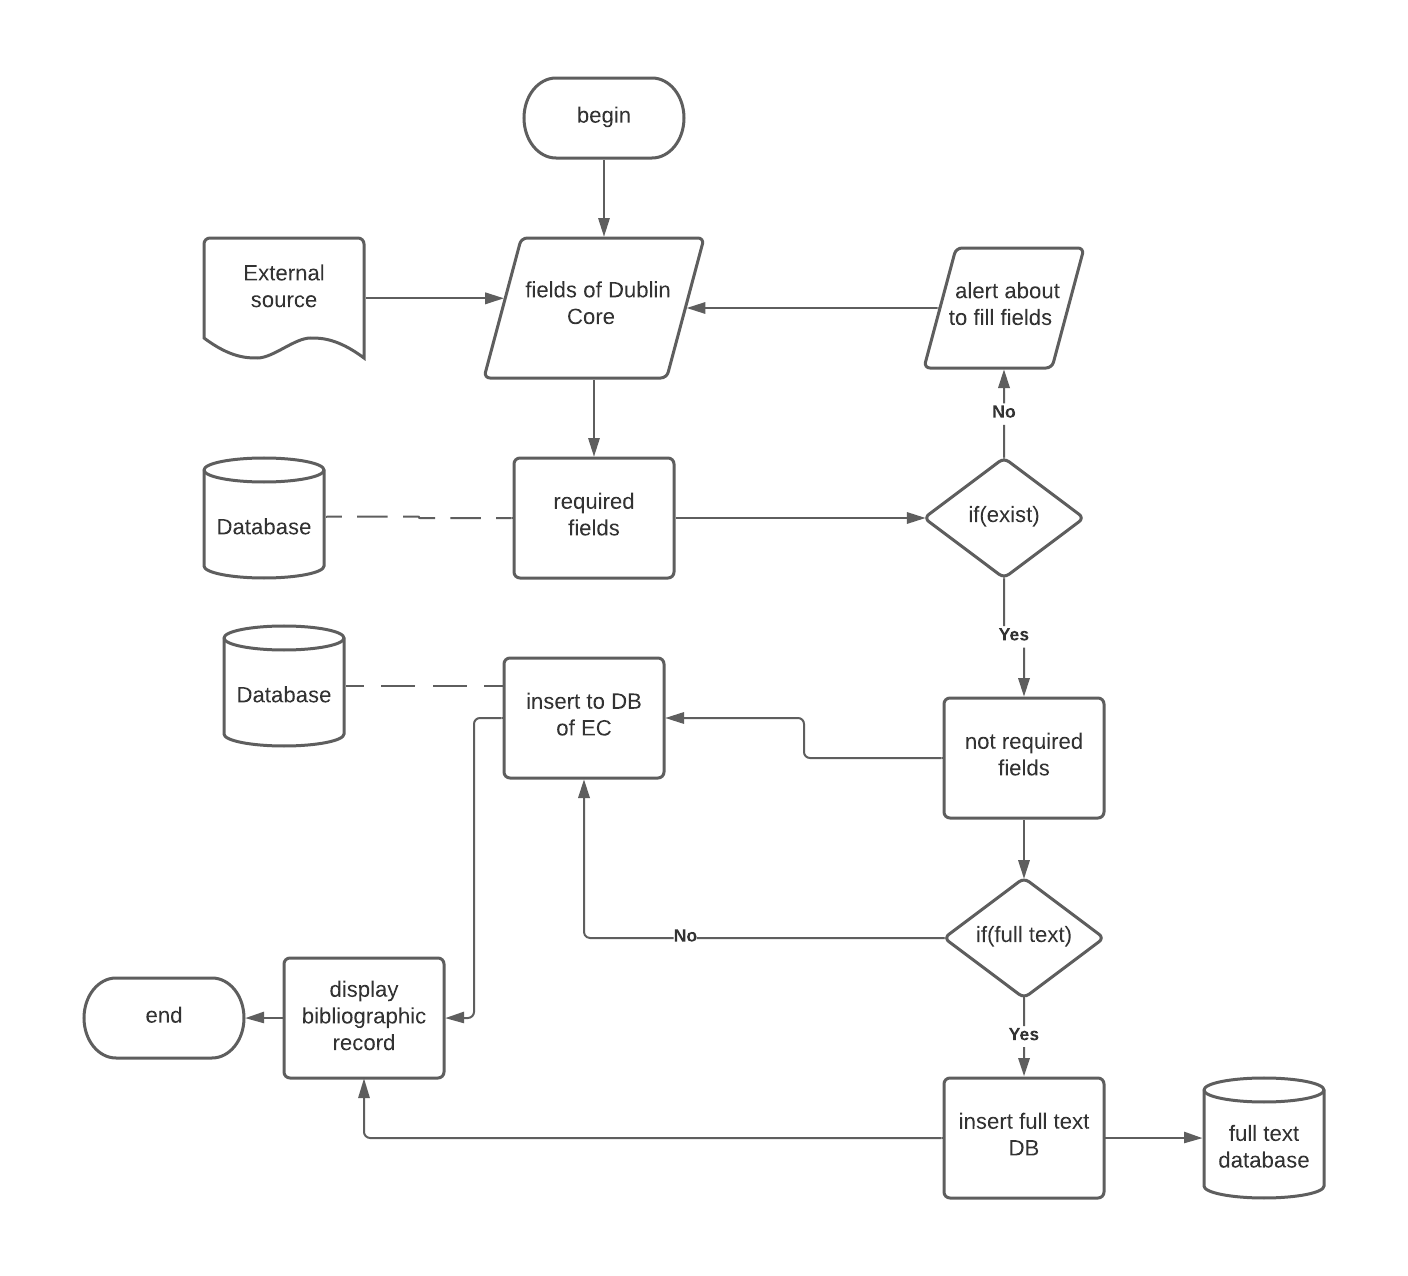 begin
External
source
fields of Dublin
Core
alert about
to fill fields
No
Database
required
fields
if(exist)
Yes
Database
insert to DB
of EC
not required
fields
No
if(full text)
end
display
bibliographic
record
Yes
insert full text
DB
full text
database